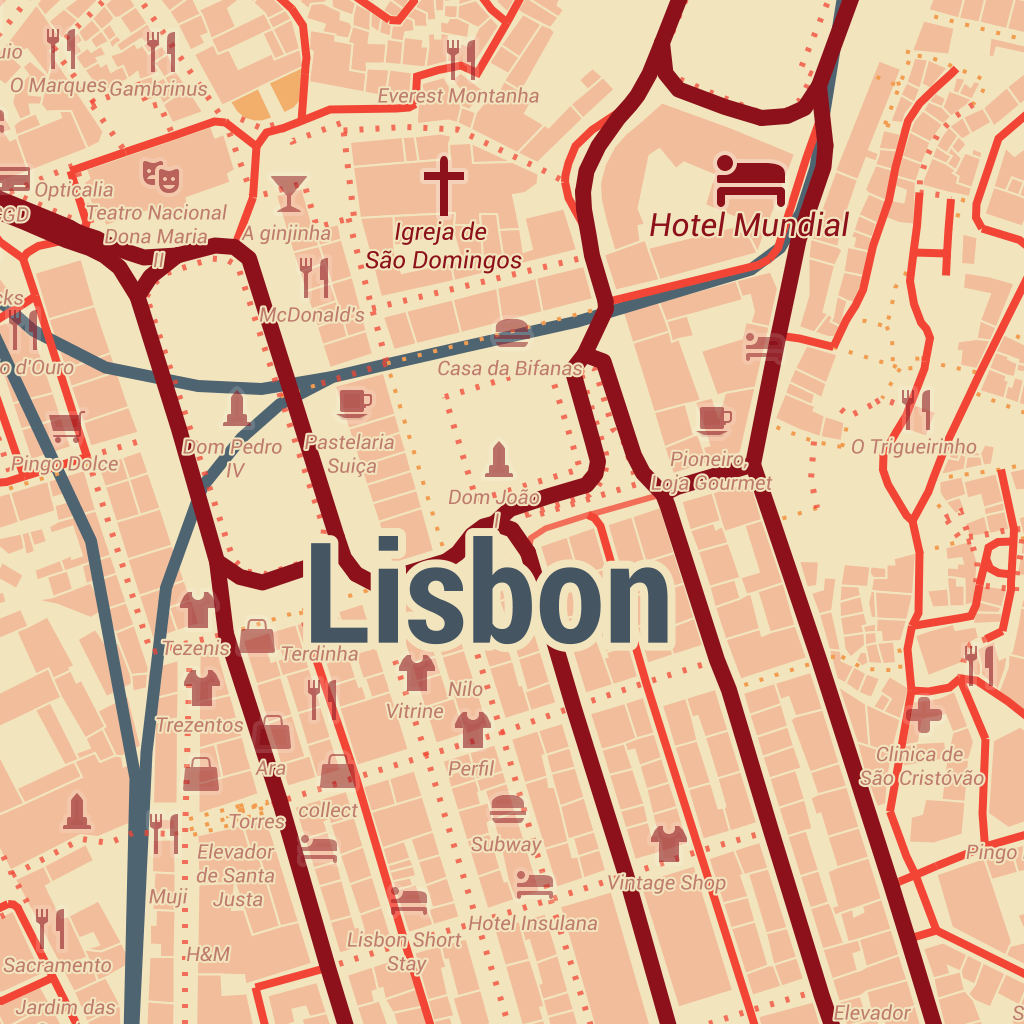 uio
O Marques
Gambrinus
Everest Montanha
Opticalia
CGD
Teatro Nacional
Dona Maria
II
A ginjinha
Igreja de
São Domingos
Hotel Mundial
McDonald's
cks
o d'Ouro
Casa da Bifanas
Pingo Dolce
Dom Pedro
IV
Pastelaria
Suiça
Dom João
I
Pioneiro,
Loja Gourmet
O Trigueirinho
Lisbon
Tezenis
Terdinha
Trezentos
Nilo
Vitrine
Ara
Perfil
Clinica de
São Cristóvão
collect
Torres
Elevador
de Santa
Justa
Subway
Pingo
Muji
Vintage Shop
Hotel Insulana
H&M
Lisbon Short
Stay
Sacramento
Jardim das
Elevador
S